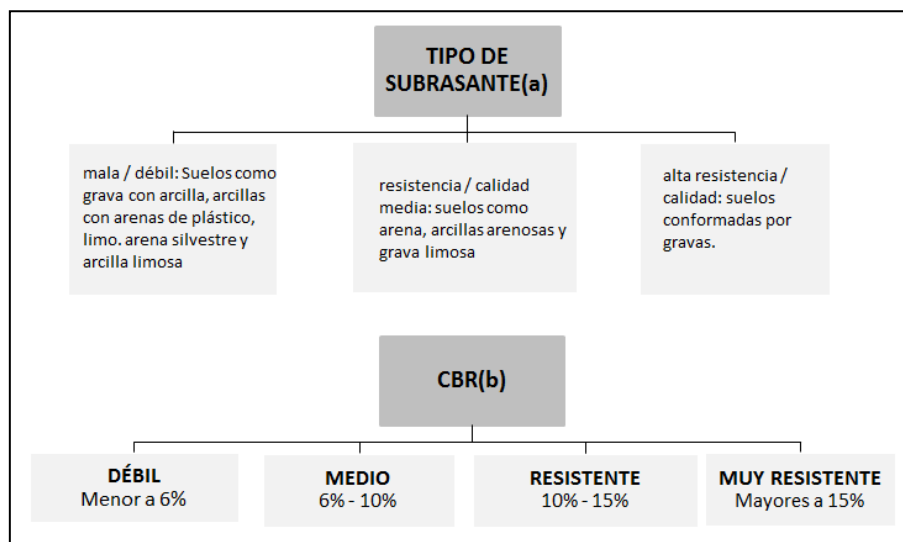 TIPO DE
SUBRASANTE(a)
mala / débil: Suelos como
grava con arcilla, arcillas
con arenas de plástico,
limo. arena silvestre y
arcilla limosa
resistencia / calidad
media: suelos como
arena, arcillas arenosas y
grava limosa
alta resistencia /
calidad: suelos
conformadas por
gravas.
CBR(b)
DÉBIL
Menor a 6%
MEDIO
6% - 10%
RESISTENTE
10% - 15%
MUY RESISTENTE
Mayores a 15%